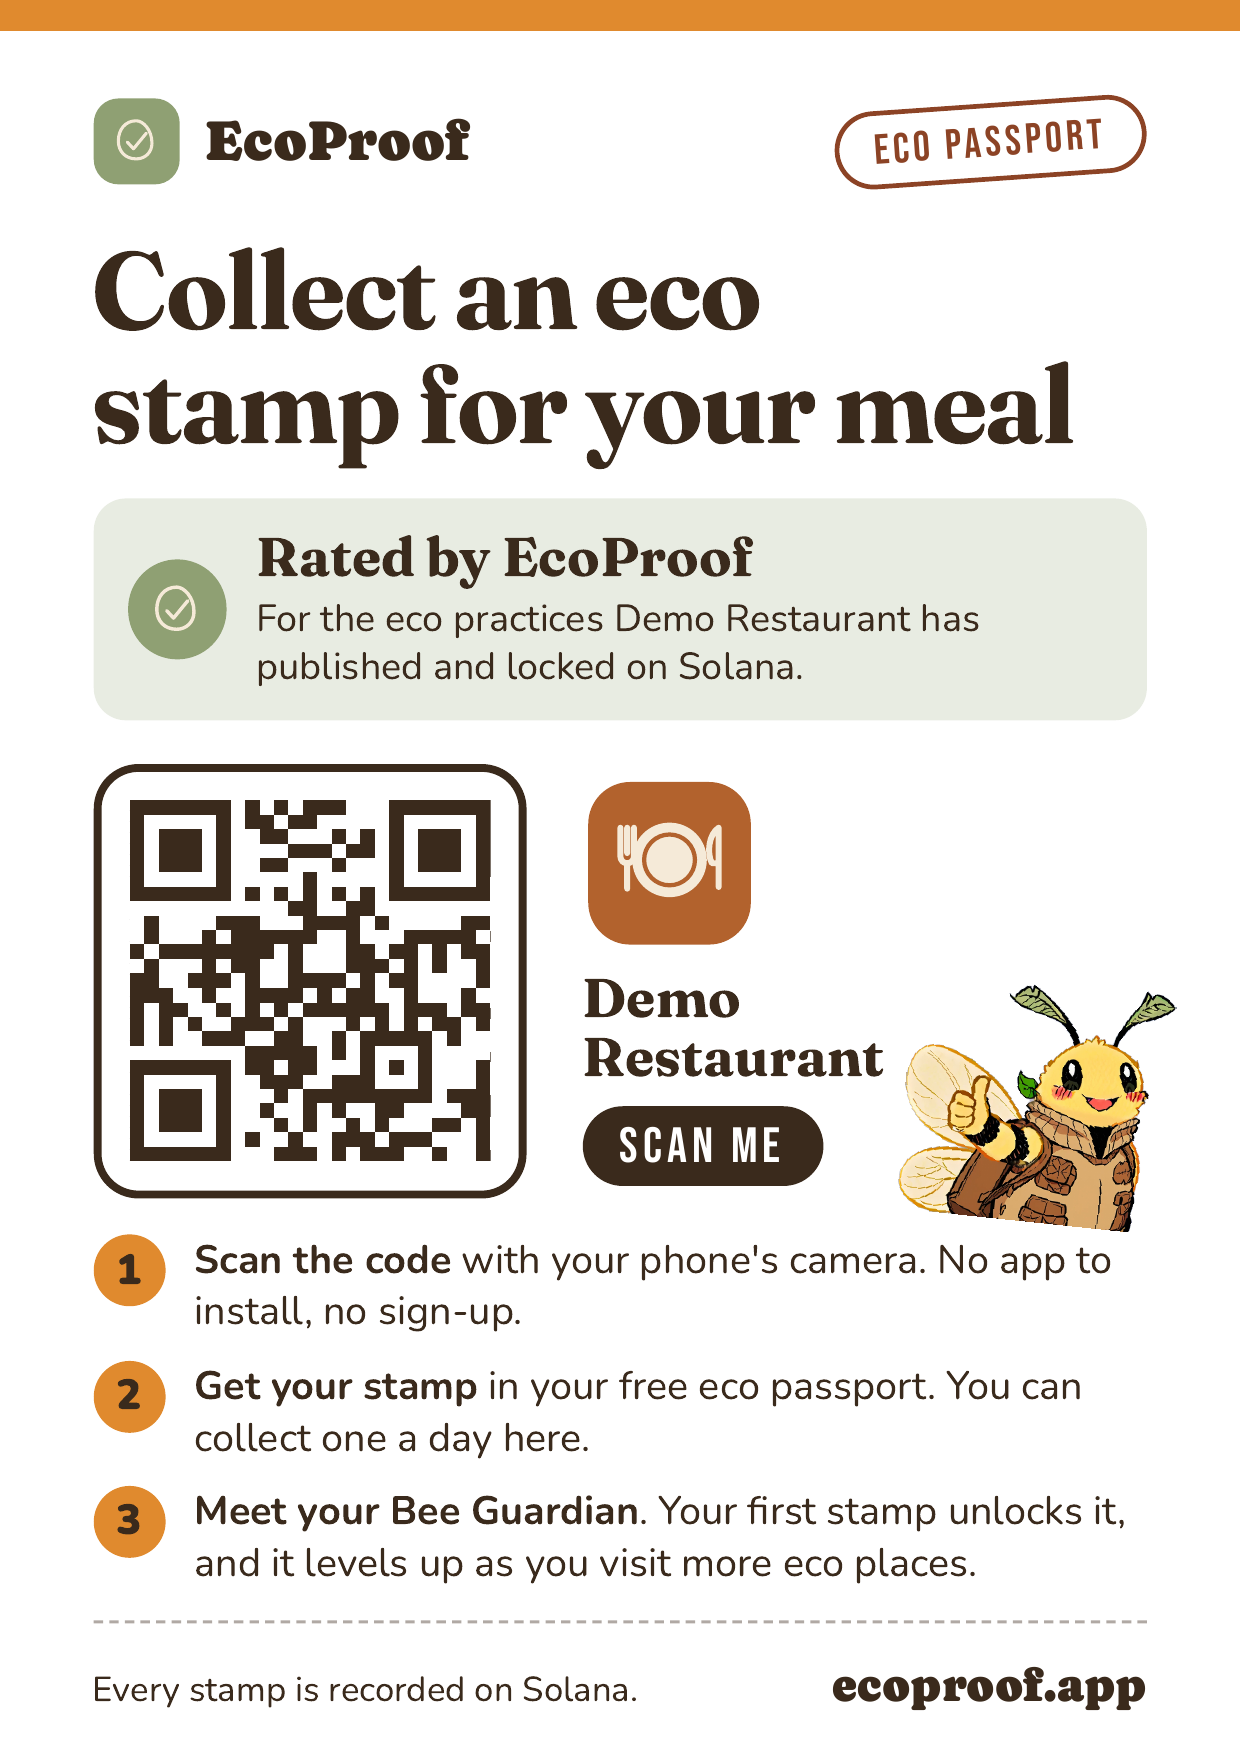 EcoProof
ECO PASSPORT
Collect an eco
stamp for your meal
Rated by EcoProof
For the eco practices Demo Restaurant has
published and locked on Solana.
Demo
Restaurant
SCAN ME
1
Scan the code with your phone's camera. No app to
install, no sign-up.
2
Get your stamp in your free eco passport. You can
collect one a day here.
3
Meet your Bee Guardian. Your first stamp unlocks it,
and it levels up as you visit more eco places.
Every stamp is recorded on Solana.
ecoproof.app